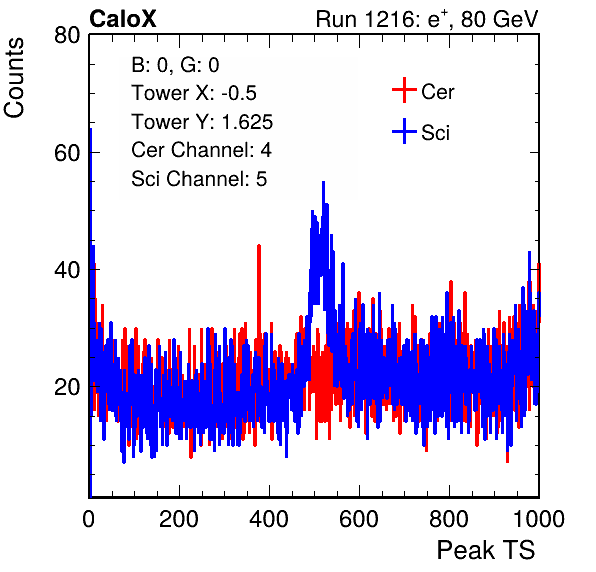 CaloX Run 1216: e⁺, 80 GeV
Counts
80
60
40
20
B: 0, G: 0
Tower X: -0.5
Tower Y: 1.625
Cer Channel: 4
Sci Channel: 5
Cer
Sci
0 200 400 600 800 1000
Peak TS